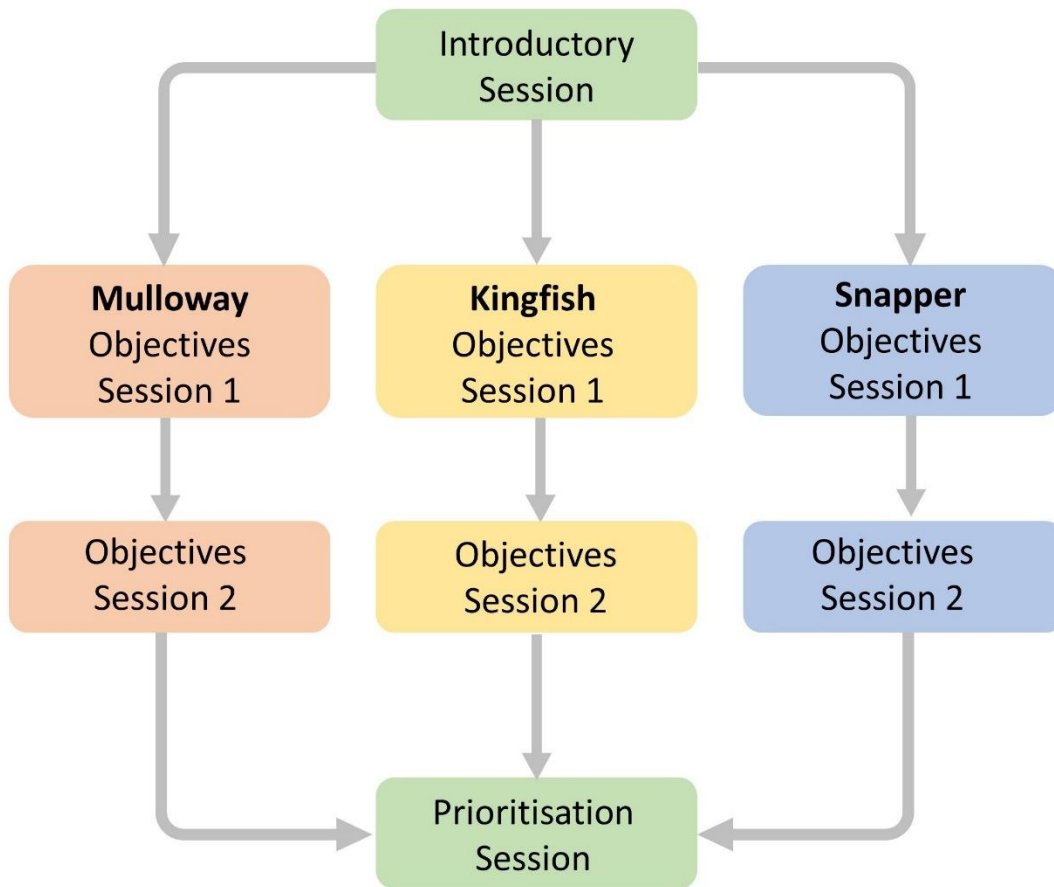 Introductory
Session
Mulloway
Objectives
Session 1
Kingfish
Objectives
Session 1
Snapper
Objectives
Session 1
Objectives
Session 2
Objectives
Session 2
Objectives
Session 2
Prioritisation
Session